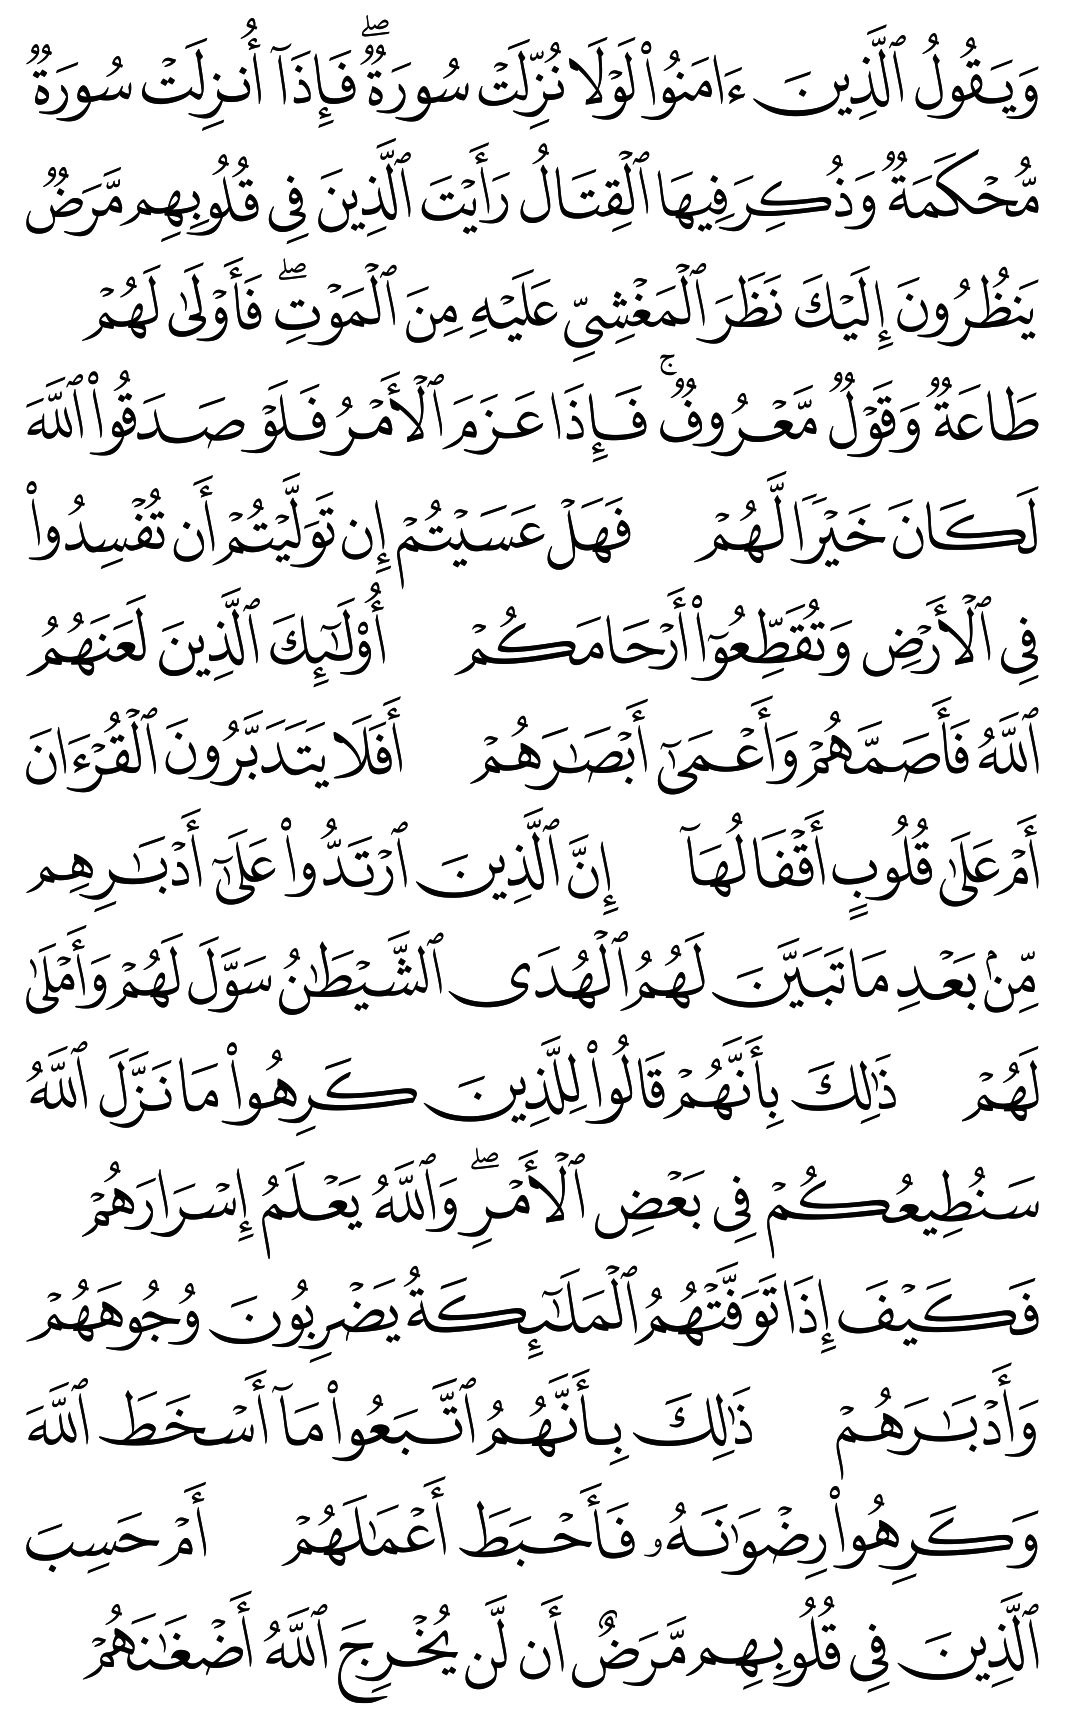 وَيَقُولُ ٱلَّذِينَ ءَامَنُوا۟ لَوْلَا نُزِّلَتْ سُورَةٌۭ ۖ فَإِذَآ أُنزِلَتْ سُورَةٌۭ
مُّحْكَمَةٌۭ وَذُكِرَ فِيهَا ٱلْقِتَالُ رَأَيْتَ ٱلَّذِينَ فِى قُلُوبِهِم مَّرَضٌۭ
يَنظُرُونَ إِلَيْكَ نَظَرَ ٱلْمَغْشِىِّ عَلَيْهِ مِنَ ٱلْمَوْتِ ۖ فَأَوْلَىٰ لَهُمْ
طَاعَةٌۭ وَقَوْلٌۭ مَّعْرُوفٌۭ ۚ فَإِذَا عَزَمَ ٱلْأَمْرُ فَلَوْ صَدَقُوا۟ ٱللَّهَ
لَكَانَ خَيْرًۭا لَّهُمْ فَهَلْ عَسَيْتُمْ إِن تَوَلَّيْتُمْ أَن تُفْسِدُوا۟
فِى ٱلْأَرْضِ وَتُقَطِّعُوٓا۟ أَرْحَامَكُمْ أُو۟لَـٰٓئِكَ ٱلَّذِينَ لَعَنَهُمُ
ٱللَّهُ فَأَصَمَّهُمْ وَأَعْمَىٰٓ أَبْصَـٰرَهُمْ أَفَلَا يَتَدَبَّرُونَ ٱلْقُرْءَانَ
أَمْ عَلَىٰ قُلُوبٍ أَقْفَالُهَآ إِنَّ ٱلَّذِينَ ٱرْتَدُّوا۟ عَلَىٰٓ أَدْبَـٰرِهِم
مِّنۢ بَعْدِ مَا تَبَيَّنَ لَهُمُ ٱلْهُدَى ٱلشَّيْطَـٰنُ سَوَّلَ لَهُمْ وَأَمْلَىٰ
لَهُمْ ذَٰلِكَ بِأَنَّهُمْ قَالُوا۟ لِلَّذِينَ كَرِهُوا۟ مَا نَزَّلَ ٱللَّهُ
سَنُطِيعُكُمْ فِى بَعْضِ ٱلْأَمْرِ ۖ وَٱللَّهُ يَعْلَمُ إِسْرَارَهُمْ
فَكَيْفَ إِذَا تَوَفَّتْهُمُ ٱلْمَلَـٰٓئِكَةُ يَضْرِبُونَ وُجُوهَهُمْ
وَأَدْبَـٰرَهُمْ ذَٰلِكَ بِأَنَّهُمُ ٱتَّبَعُوا۟ مَآ أَسْخَطَ ٱللَّهَ
وَكَرِهُوا۟ رِضْوَٰنَهُۥ فَأَحْبَطَ أَعْمَـٰلَهُمْ أَمْ حَسِبَ
ٱلَّذِينَ فِى قُلُوبِهِم مَّرَضٌ أَن لَّن يُخْرِجَ ٱللَّهُ أَضْغَـٰنَهُمْ